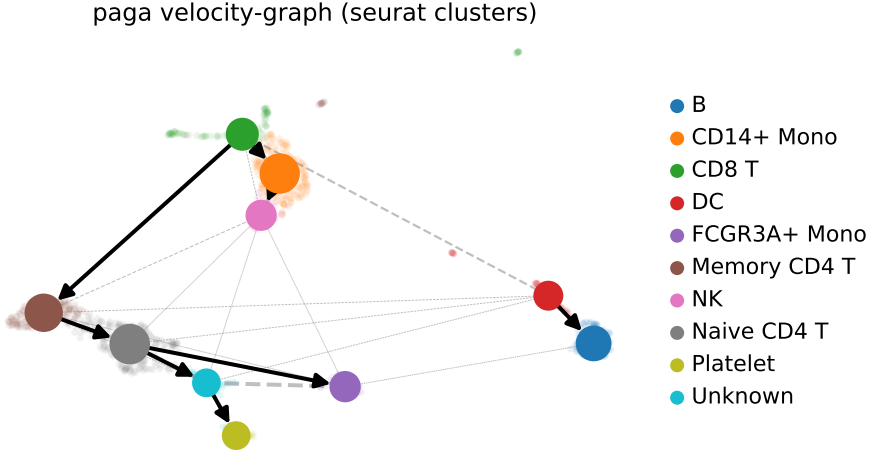 paga velocity-graph (seurat clusters)
B
CD14+ Mono
CD8 T
DC
FCGR3A+ Mono
Memory CD4 T
NK
Naive CD4 T
Platelet
Unknown